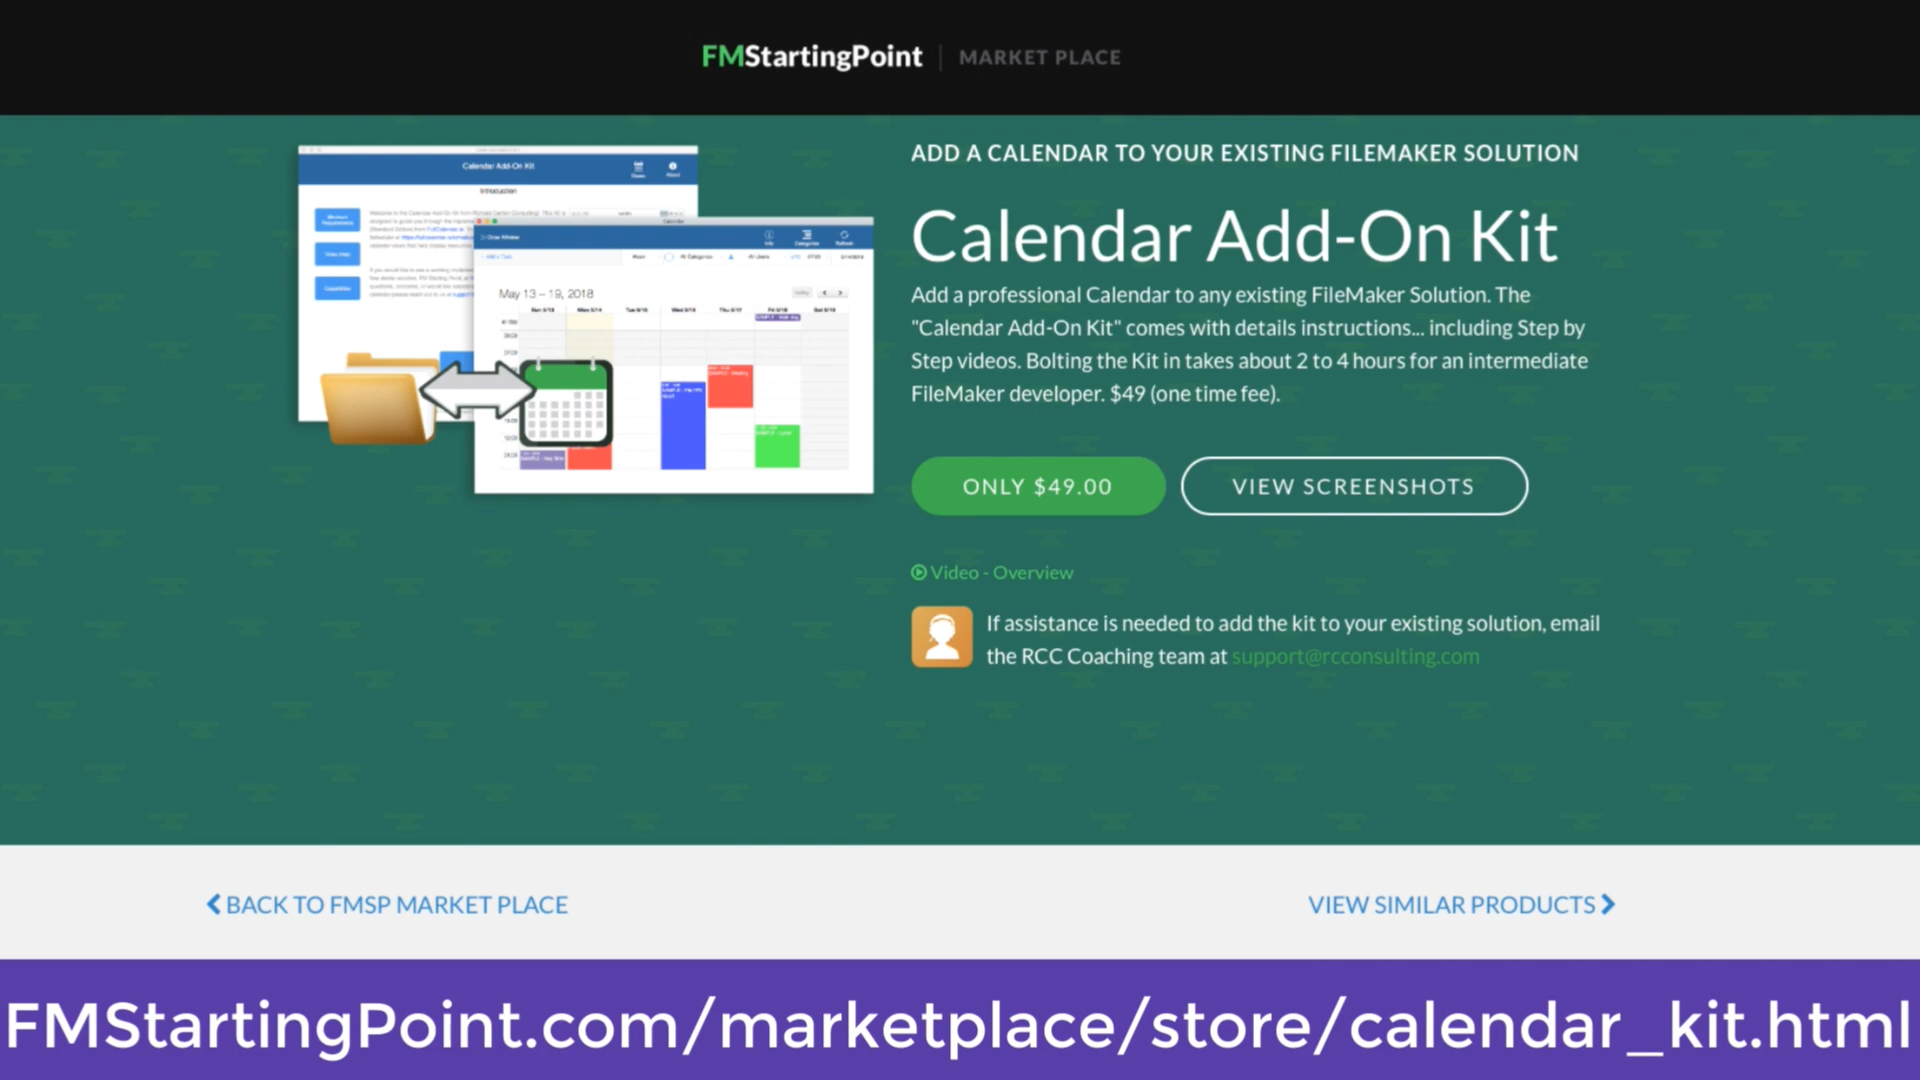 FMStartingPoint | MARKET PLACE
ADD A CALENDAR TO YOUR EXISTING FILEMAKER SOLUTION
Calendar Add-On Kit
Add a professional Calendar to any existing FileMaker Solution. The
"Calendar Add-On Kit" comes with details instructions... including Step by
Step videos. Bolting the Kit in takes about 2 to 4 hours for an intermediate
FileMaker developer. $49 (one time fee).
ONLY $49.00
VIEW SCREENSHOTS
Video - Overview
If assistance is needed to add the kit to your existing solution, email
the RCC Coaching team at support@rcconsulting.com
Calendar Add-On Kit
Introduction
Calendar
May 13 – 19, 2018
BACK TO FMSP MARKET PLACE
VIEW SIMILAR PRODUCTS
FMStartingPoint.com/marketplace/store/calendar_kit.html